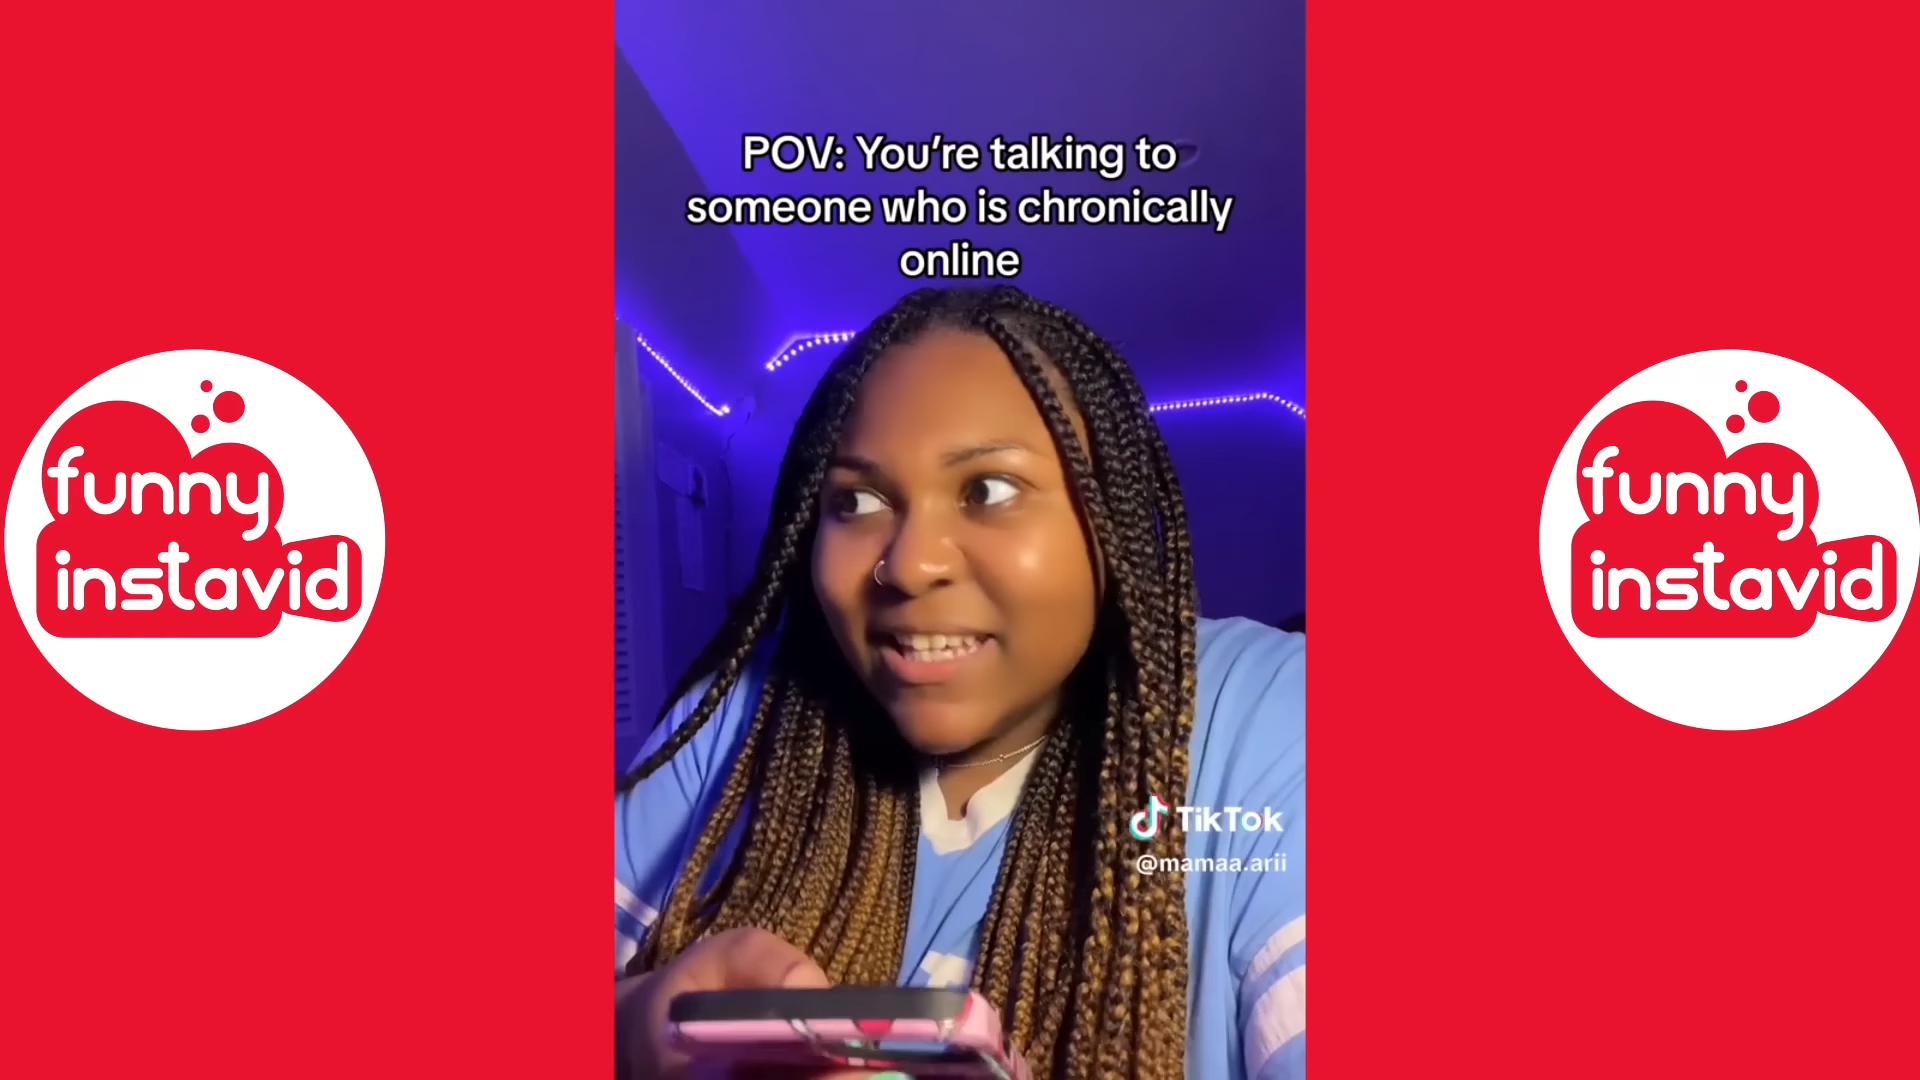 POV: You’re talking to
someone who is chronically
online
funny
instavid
funny
instavid
TikTok
@mamaa.arii